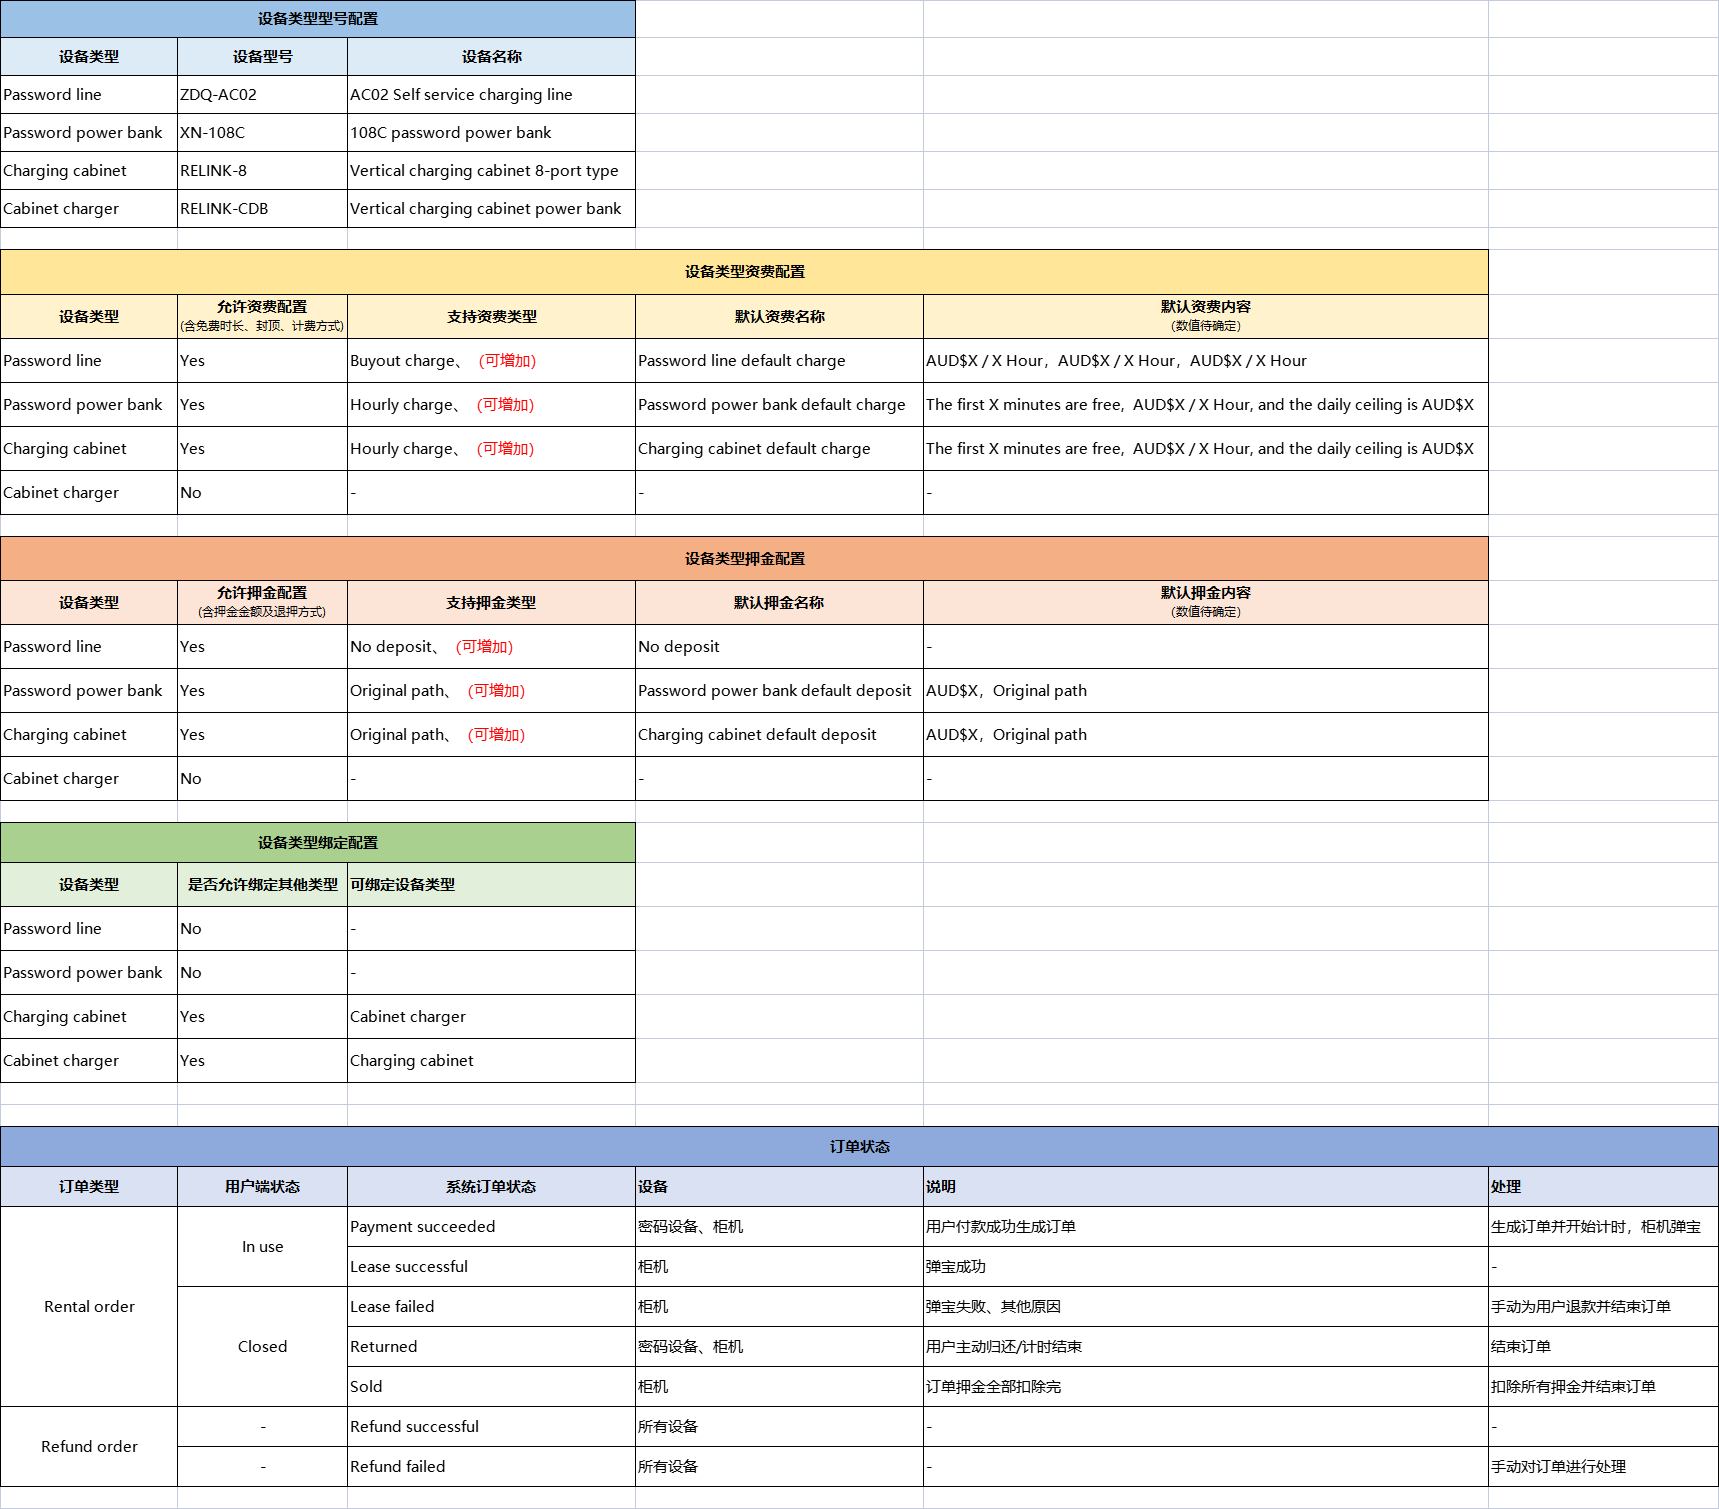 设备类型型号配置
设备类型 设备型号 设备名称
Password line ZDQ-AC02 AC02 Self service charging line
Password power bank XN-108C 108C password power bank
Charging cabinet RELINK-8 Vertical charging cabinet 8-port type
Cabinet charger RELINK-CDB Vertical charging cabinet power bank
设备类型资费配置
设备类型 允许资费配置 (含免费时长、封顶、计费方式) 支持资费类型 默认资费名称 默认资费内容 (数值待确定)
Password line Yes Buyout charge、 (可增加) Password line default charge AUD$X / X Hour，AUD$X / X Hour，AUD$X / X Hour
Password power bank Yes Hourly charge、 (可增加) Password power bank default charge The first X minutes are free, AUD$X / X Hour, and the daily ceiling is AUD$X
Charging cabinet Yes Hourly charge、 (可增加) Charging cabinet default charge The first X minutes are free, AUD$X / X Hour, and the daily ceiling is AUD$X
Cabinet charger No - - -
设备类型押金配置
设备类型 允许押金配置 (含押金金额及退押方式) 支持押金类型 默认押金名称 默认押金内容 (数值待确定)
Password line Yes No deposit、 (可增加) No deposit -
Password power bank Yes Original path、 (可增加) Password power bank default deposit AUD$X，Original path
Charging cabinet Yes Original path、 (可增加) Charging cabinet default deposit AUD$X，Original path
Cabinet charger No - - -
设备类型绑定配置
设备类型 是否允许绑定其他类型 可绑定设备类型
Password line No -
Password power bank No -
Charging cabinet Yes Cabinet charger
Cabinet charger Yes Charging cabinet
订单状态
订单类型 用户端状态 系统订单状态 设备 说明 处理
Rental order In use Payment succeeded 密码设备、柜机 用户付款成功生成订单 生成订单并开始计时，柜机弹宝
Lease successful 柜机 弹宝成功 -
Closed Lease failed 柜机 弹宝失败、其他原因 手动为用户退款并结束订单
Returned 密码设备、柜机 用户主动归还/计时结束 结束订单
Sold 柜机 订单押金全部扣除完 扣除所有押金并结束订单
Refund order - Refund successful 所有设备 - -
- Refund failed 所有设备 - 手动对订单进行处理